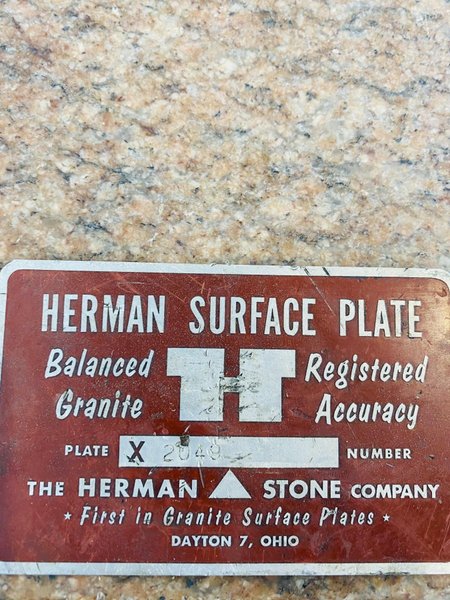 HERMAN SURFACE PLATE
Balanced Granite H Registered Accuracy
PLATE X 2049 NUMBER
THE HERMAN STONE COMPANY
* First in Granite Surface Plates *
DAYTON 7, OHIO